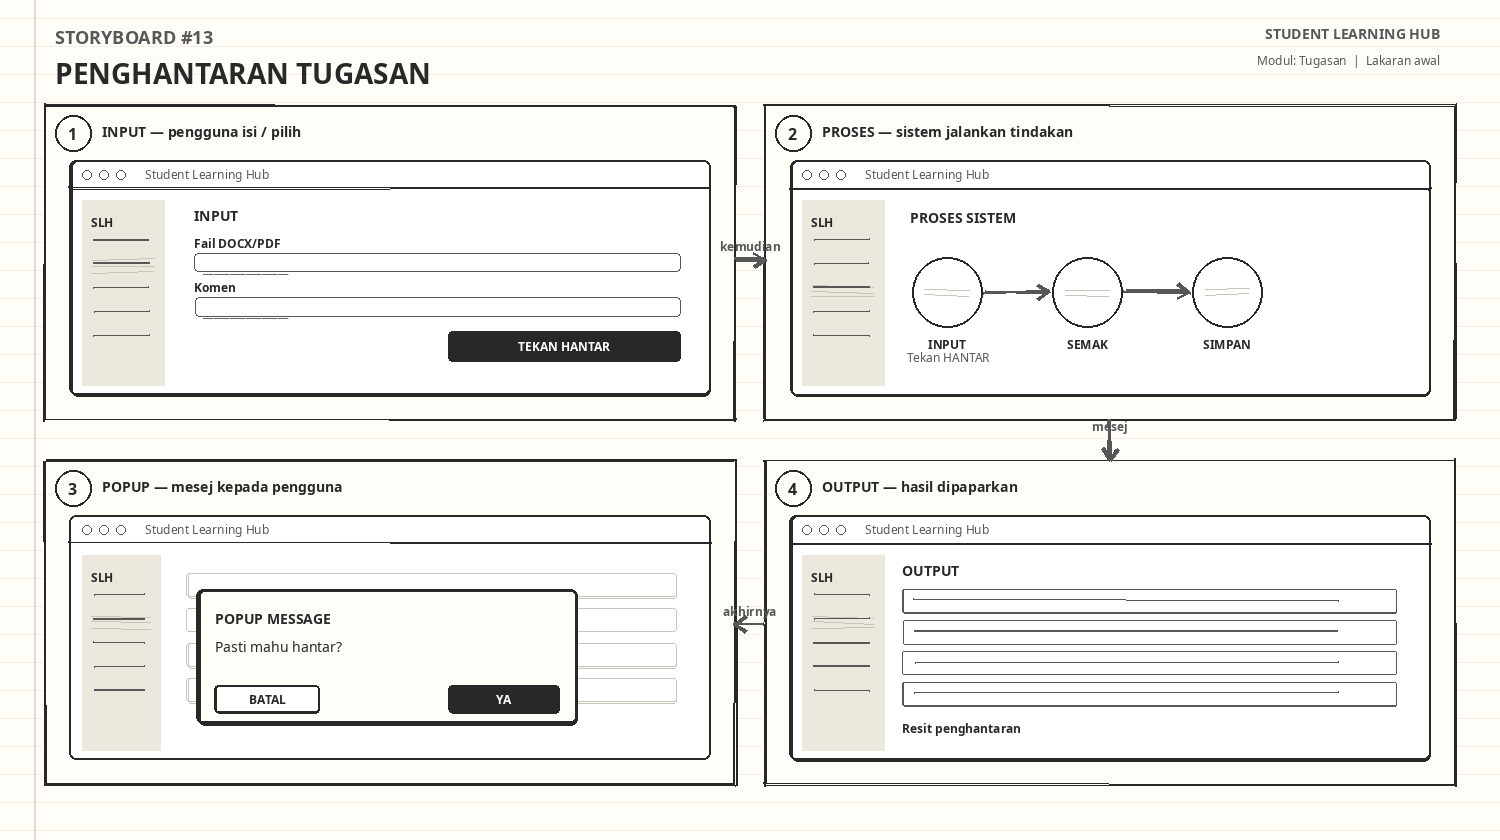 STORYBOARD #13
PENGHANTARAN TUGASAN
STUDENT LEARNING HUB
Modul: Tugasan | Lakaran awal
1
INPUT — pengguna isi / pilih
Student Learning Hub
SLH
INPUT
Fail DOCX/PDF
Komen
TEKAN HANTAR
kemudian
2
PROSES — sistem jalankan tindakan
Student Learning Hub
SLH
PROSES SISTEM
INPUT
Tekan HANTAR
SEMAK
SIMPAN
mesej
3
POPUP — mesej kepada pengguna
Student Learning Hub
SLH
POPUP MESSAGE
Pasti mahu hantar?
BATAL
YA
akhirnya
4
OUTPUT — hasil dipaparkan
Student Learning Hub
SLH
OUTPUT
Resit penghantaran